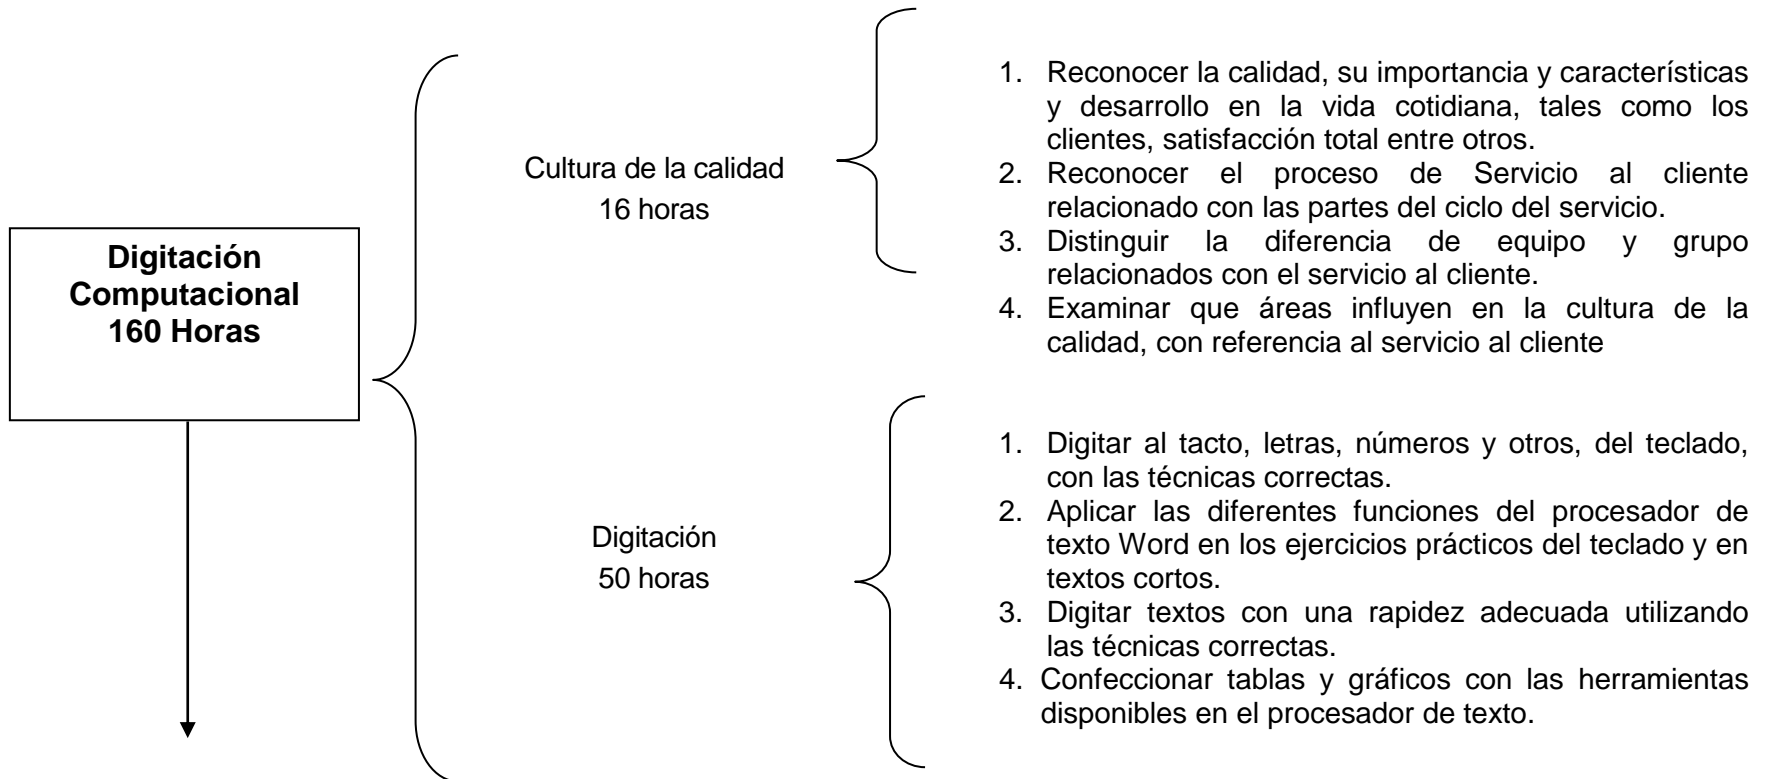 Digitación
Computacional
160 Horas
Cultura de la calidad
16 horas
1. Reconocer la calidad, su importancia y características
y desarrollo en la vida cotidiana, tales como los
clientes, satisfacción total entre otros.
2. Reconocer el proceso de Servicio al cliente
relacionado con las partes del ciclo del servicio.
3. Distinguir la diferencia de equipo y grupo
relacionados con el servicio al cliente.
4. Examinar que áreas influyen en la cultura de la
calidad, con referencia al servicio al cliente
Digitación
50 horas
1. Digitar al tacto, letras, números y otros, del teclado,
con las técnicas correctas.
2. Aplicar las diferentes funciones del procesador de
texto Word en los ejercicios prácticos del teclado y en
textos cortos.
3. Digitar textos con una rapidez adecuada utilizando
las técnicas correctas.
4. Confeccionar tablas y gráficos con las herramientas
disponibles en el procesador de texto.